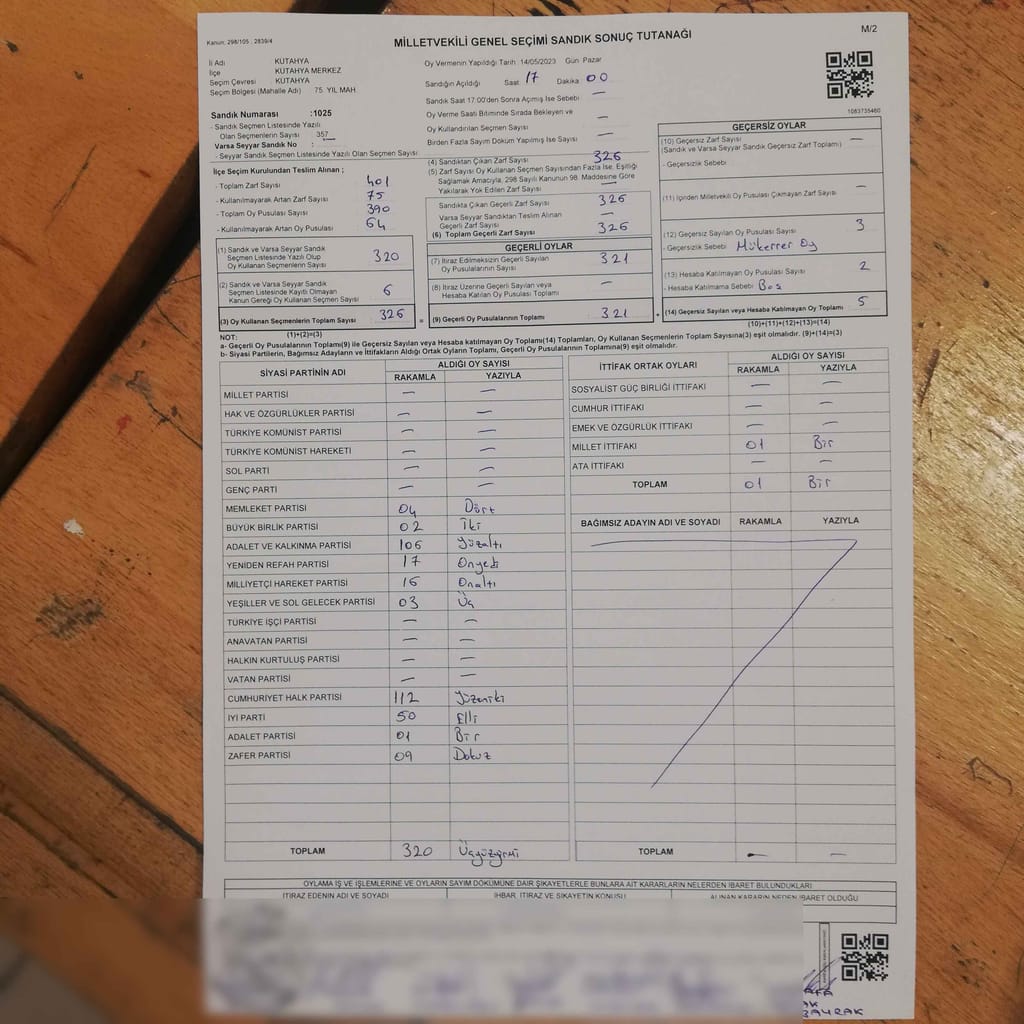 Kanun: 298/105 ; 2839/4
MİLLETVEKİLİ GENEL SEÇİMİ SANDIK SONUÇ TUTANAĞI
M/2
İl Adı KUTAHYA
İlçe KUTAHYA MERKEZ
Seçim Çevresi KUTAHYA
Seçim Bölgesi (Mahalle Adı) 75. YIL MAH.
Oy Vermenin Yapıldığı Tarih :14/05/2023 Gün Pazar
Sandığın Açıldığı Saat 17 Dakika 00
Sandık Saat 17:00'den Sonra Açılmış İse Sebebi —
Oy Verme Saati Bitiminde Sırada Bekleyen ve
Oy Kullandırılan Seçmen Sayısı —
Birden Fazla Sayım Döküm Yapılmış İse Sayısı —
1083735460
Sandık Numarası :1025
- Sandık Seçmen Listesinde Yazılı
Olan Seçmenlerin Sayısı 357
Varsa Seyyar Sandık No :
- Seyyar Sandık Seçmen Listesinde Yazılı Olan Seçmen Sayısı
İlçe Seçim Kurulundan Teslim Alınan ;
- Toplam Zarf Sayısı 401
- Kullanılmayarak Artan Zarf Sayısı 75
- Toplam Oy Pusulası Sayısı 390
- Kullanılmayarak Artan Oy Pusulası 64
(1) Sandık ve Varsa Seyyar Sandık
Seçmen Listesinde Yazılı Olup
Oy Kullanan Seçmenlerin Sayısı 320
(2) Sandık ve Varsa Seyyar Sandık
Seçmen Listesinde Kayıtlı Olmayan
Kanun Gereği Oy Kullanan Seçmen Sayısı 6
(3) Oy Kullanan Seçmenlerin Toplam Sayısı 326
(1)+(2)=(3)
(4) Sandıktan Çıkan Zarf Sayısı 326
(5) Zarf Sayısı Oy Kullanan Seçmen Sayısından Fazla İse, Eşitliği
Sağlamak Amacıyla, 298 Sayılı Kanunun 98. Maddesine Göre
Yakılarak Yok Edilen Zarf Sayısı —
Sandıkta Çıkan Geçerli Zarf Sayısı 326
Varsa Seyyar Sandıktan Teslim Alınan
Geçerli Zarf Sayısı —
(6) Toplam Geçerli Zarf Sayısı 326
GEÇERLİ OYLAR
(7) İtiraz Edilmeksizin Geçerli Sayılan
Oy Pusulalarının Sayısı 321
(8) İtiraz Üzerine Geçerli Sayılan veya
Hesaba Katılan Oy Pusulası Toplamı —
= (9) Geçerli Oy Pusulalarının Toplamı 321
GEÇERSİZ OYLAR
(10) Geçersiz Zarf Sayısı —
(Sandık ve Varsa Seyyar Sandık Geçersiz Zarf Toplamı)
- Geçersizlik Sebebi
(11) İçinden Milletvekili Oy Pusulası Çıkmayan Zarf Sayısı —
(12) Geçersiz Sayılan Oy Pusulası Sayısı 3
- Geçersizlik Sebebi Mükerrer Oy
(13) Hesaba Katılmayan Oy Pusulası Sayısı 2
- Hesaba Katılmama Sebebi Boş
+ (14) Geçersiz Sayılan veya Hesaba Katılmayan Oy Toplamı 5
(10)+(11)+(12)+(13)=(14)
NOT:
a- Geçerli Oy Pusulalarının Toplamı(9) ile Geçersiz Sayılan veya Hesaba Katılmayan Oy Toplamı(14) Toplamları, Oy Kullanan Seçmenlerin Toplam Sayısına(3) eşit olmalıdır. (9)+(14)=(3)
b- Siyasi Partilerin, Bağımsız Adayların ve İttifakların Aldığı Ortak Oyların Toplamı, Geçerli Oy Pusulalarının Toplamına(9) eşit olmalıdır.
SİYASİ PARTİNİN ADI ALDIĞI OY SAYISI
RAKAMLA YAZIYLA
MİLLET PARTİSİ — —
HAK VE ÖZGÜRLÜKLER PARTİSİ — —
TÜRKİYE KOMÜNİST PARTİSİ — —
TÜRKİYE KOMÜNİST HAREKETİ — —
SOL PARTİ — —
GENÇ PARTİ — —
MEMLEKET PARTİSİ 04 Dört
BÜYÜK BİRLİK PARTİSİ 02 İki
ADALET VE KALKINMA PARTİSİ 106 Yüzaltı
YENİDEN REFAH PARTİSİ 17 Onyedi
MİLLİYETÇİ HAREKET PARTİSİ 16 Onaltı
YEŞİLLER VE SOL GELECEK PARTİSİ 03 Üç
TÜRKİYE İŞÇİ PARTİSİ — —
ANAVATAN PARTİSİ — —
HALKIN KURTULUŞ PARTİSİ — —
VATAN PARTİSİ — —
CUMHURİYET HALK PARTİSİ 112 Yüzoniki
İYİ PARTİ 50 Elli
ADALET PARTİSİ 01 Bir
ZAFER PARTİSİ 09 Dokuz
TOPLAM 320 Üçyüzyirmi
İTTİFAK ORTAK OYLARI ALDIĞI OY SAYISI
RAKAMLA YAZIYLA
SOSYALİST GÜÇ BİRLİĞİ İTTİFAKI — —
CUMHUR İTTİFAKI — —
EMEK VE ÖZGÜRLÜK İTTİFAKI — —
MİLLET İTTİFAKI 01 Bir
ATA İTTİFAKI — —
TOPLAM 01 Bir
BAĞIMSIZ ADAYIN ADI VE SOYADI RAKAMLA YAZIYLA
TOPLAM — —
OYLAMA İŞ VE İŞLEMLERİNE VE OYLARIN SAYIM DÖKÜMÜNE DAİR ŞİKAYETLERLE BUNLARA AİT KARARLARIN NELERDEN İBARET BULUNDUKLARI
İTİRAZ EDENİN ADI VE SOYADI İHBAR, İTİRAZ VE ŞİKAYETİN KONUSU ALINAN KARARIN NEDEN İBARET OLDUĞU